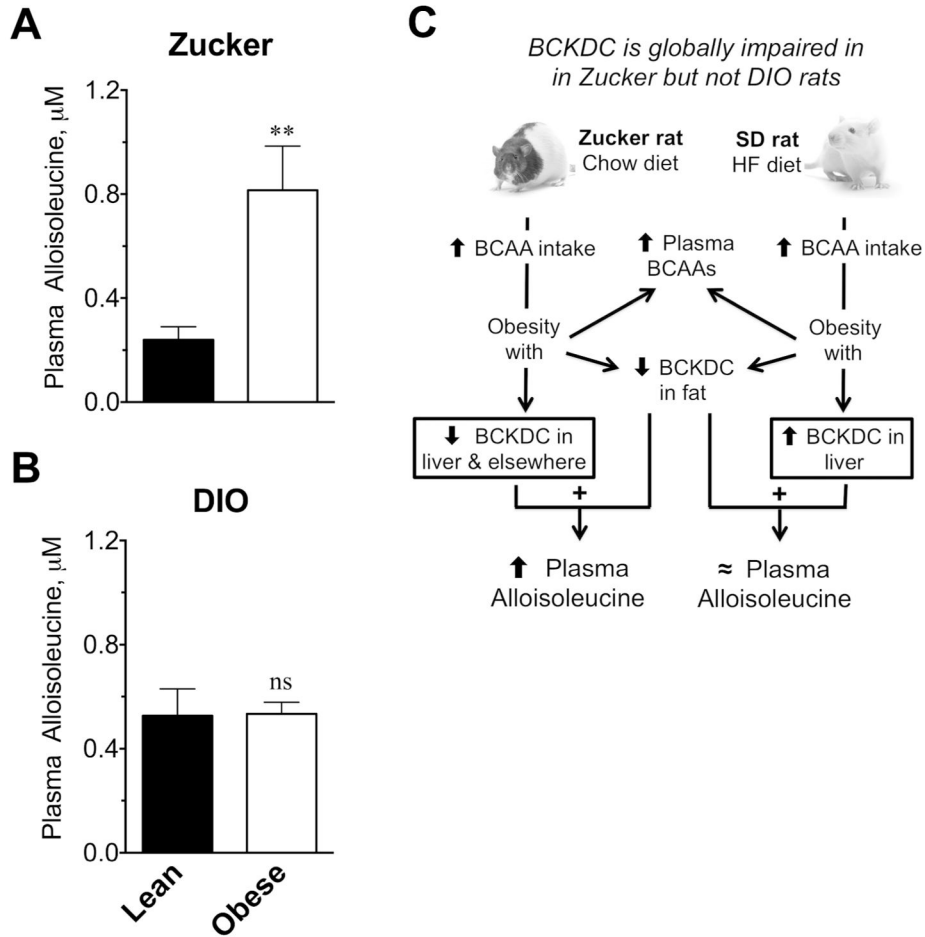 A
Zucker
Plasma Alloisoleucine, μM
1.2
0.8
0.4
0.0
**
B
DIO
Plasma Alloisoleucine, μM
1.2
0.8
0.4
0.0
ns
Lean
Obese
C
BCKDC is globally impaired in
in Zucker but not DIO rats
Zucker rat
Chow diet
SD rat
HF diet
⬆ BCAA intake
⬆ Plasma
BCAAs
⬆ BCAA intake
Obesity
with
Obesity
with
⬇ BCKDC
in fat
⬇ BCKDC in
liver & elsewhere
⬆ BCKDC in
liver
+
+
⬆ Plasma
Alloisoleucine
≈ Plasma
Alloisoleucine